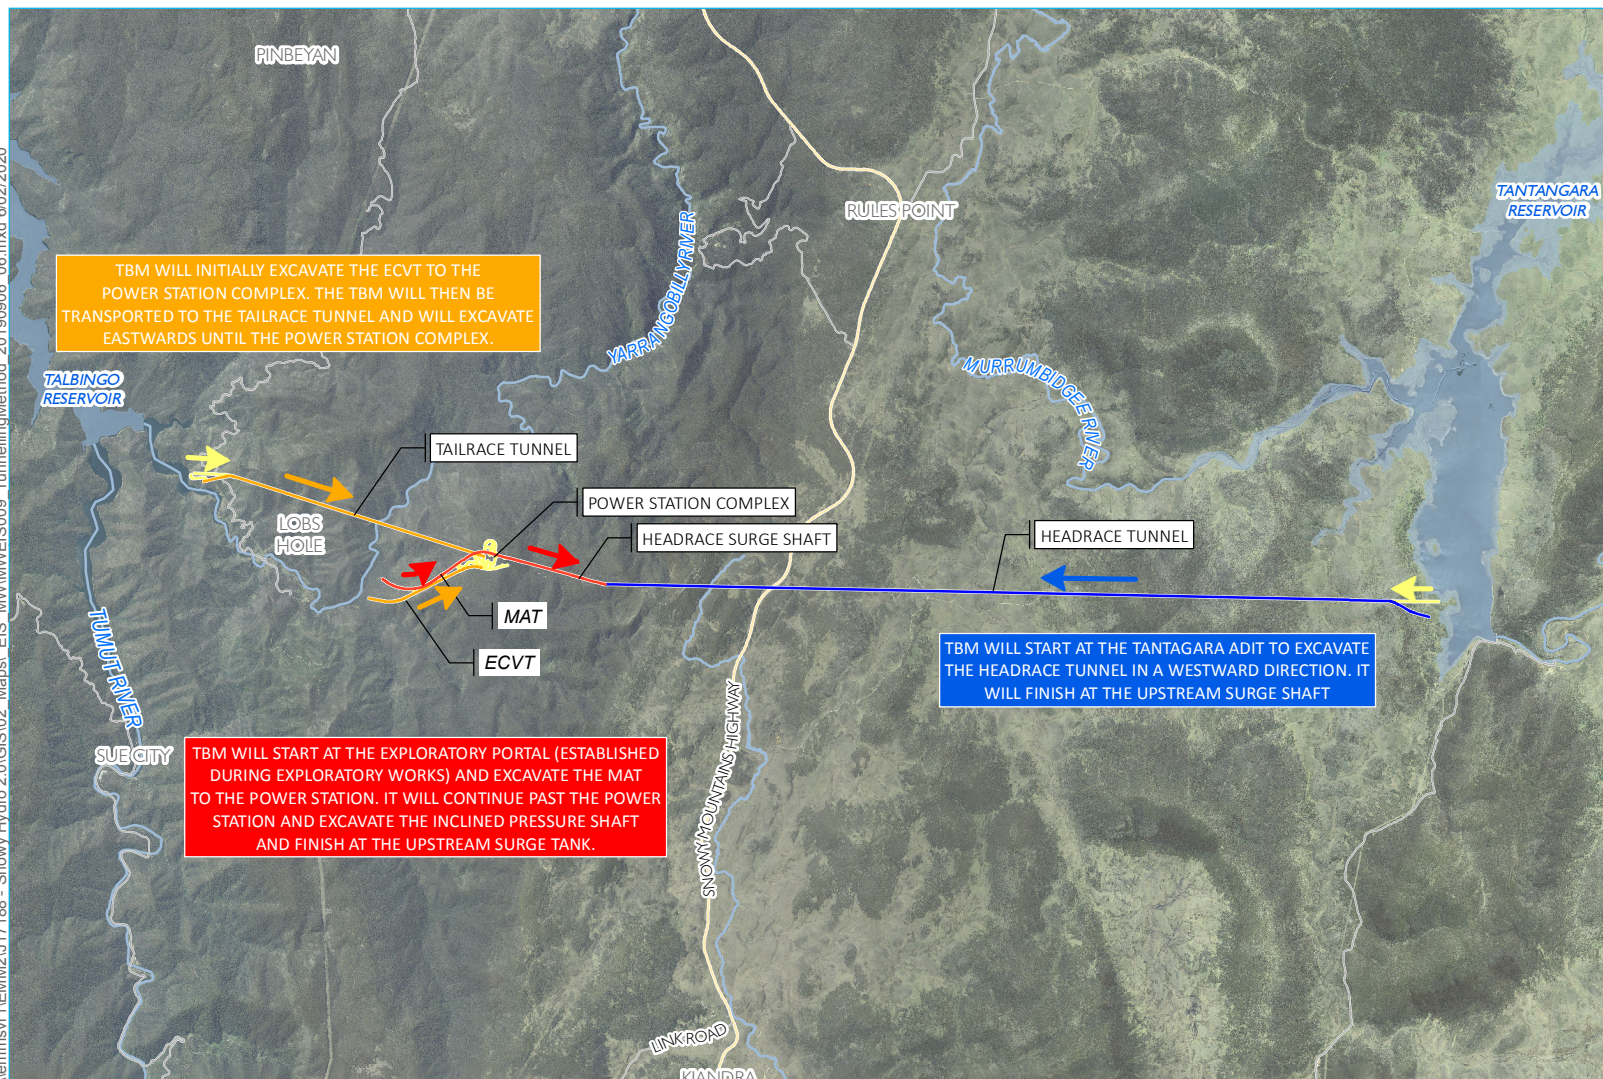 PINBEYAN
RULES POINT
TANTANGARA
RESERVOIR
TBM WILL INITIALLY EXCAVATE THE ECVT TO THE
POWER STATION COMPLEX. THE TBM WILL THEN BE
TRANSPORTED TO THE TAILRACE TUNNEL AND WILL EXCAVATE
EASTWARDS UNTIL THE POWER STATION COMPLEX.
YARRANGOBILLY RIVER
MURRUMBIDGEE RIVER
TALBINGO
RESERVOIR
TAILRACE TUNNEL
POWER STATION COMPLEX
LOBS
HOLE
HEADRACE SURGE SHAFT
HEADRACE TUNNEL
MAT
ECVT
TUMUT RIVER
TBM WILL START AT THE TANTAGARA ADIT TO EXCAVATE
THE HEADRACE TUNNEL IN A WESTWARD DIRECTION. IT
WILL FINISH AT THE UPSTREAM SURGE SHAFT
SUE CITY
TBM WILL START AT THE EXPLORATORY PORTAL (ESTABLISHED
DURING EXPLORATORY WORKS) AND EXCAVATE THE MAT
TO THE POWER STATION. IT WILL CONTINUE PAST THE POWER
STATION AND EXCAVATE THE INCLINED PRESSURE SHAFT
AND FINISH AT THE UPSTREAM SURGE TANK.
SNOWY MOUNTAINS HIGHWAY
LINK ROAD
KIANDRA